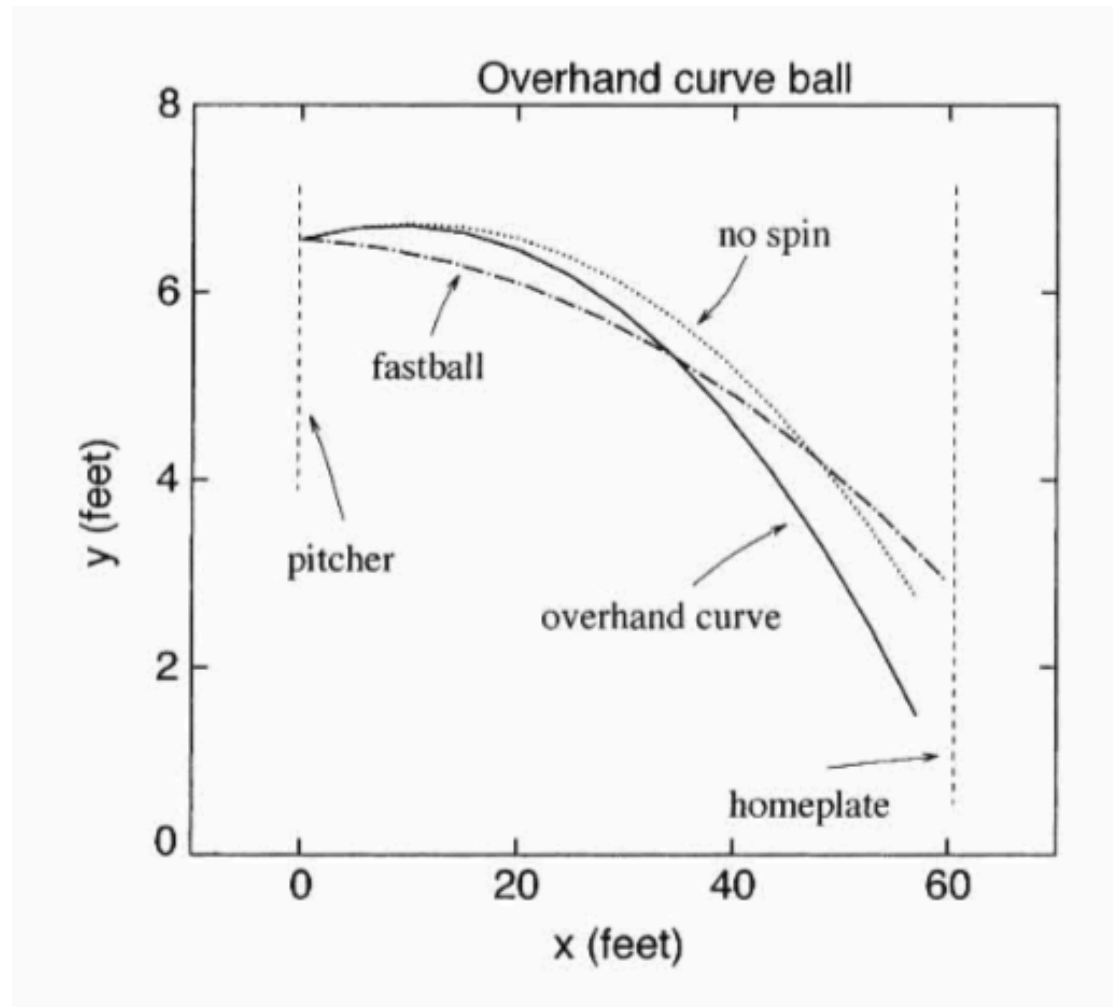 Overhand curve ball
8
no spin
6
fastball
y (feet)
4
pitcher
overhand curve
2
homeplate
0
0 20 40 60
x (feet)